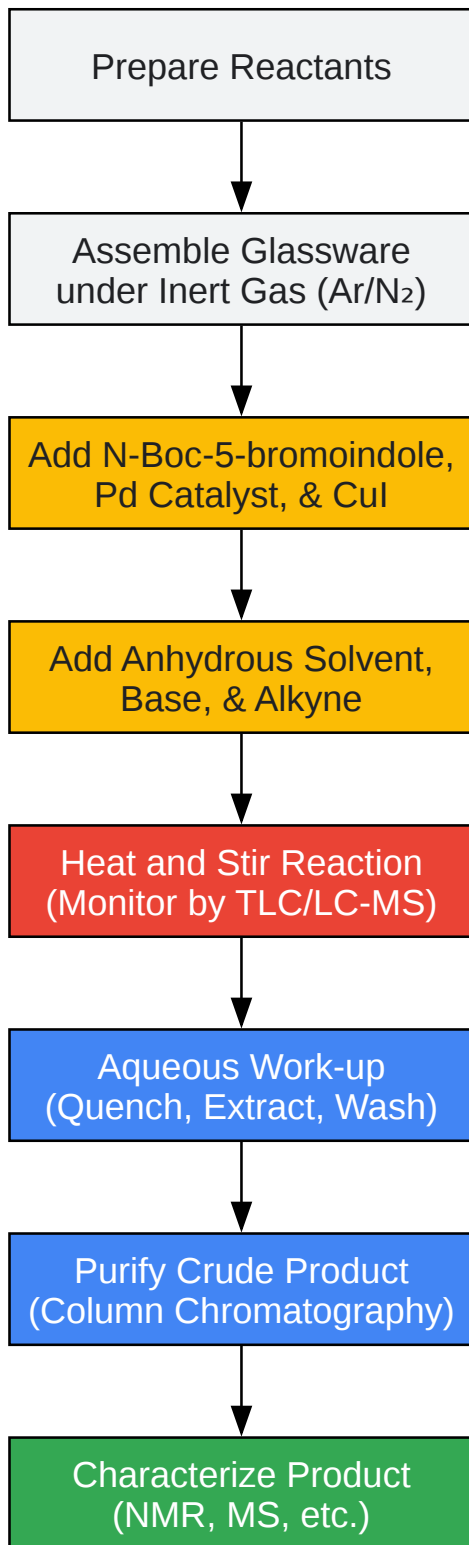 Prepare Reactants
Assemble Glassware
under Inert Gas (Ar/N₂)
Add N-Boc-5-bromoindole,
Pd Catalyst, & CuI
Add Anhydrous Solvent,
Base, & Alkyne
Heat and Stir Reaction
(Monitor by TLC/LC-MS)
Aqueous Work-up
(Quench, Extract, Wash)
Purify Crude Product
(Column Chromatography)
Characterize Product
(NMR, MS, etc.)